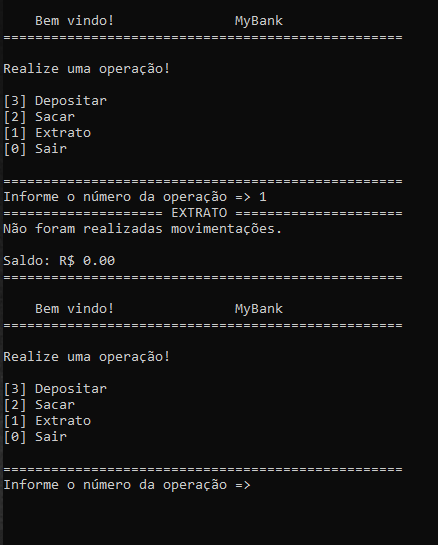 Bem vindo! MyBank
==================================================
Realize uma operação!
[3] Depositar
[2] Sacar
[1] Extrato
[0] Sair
==================================================
Informe o número da operação => 1
==================== EXTRATO =====================
Não foram realizadas movimentações.
Saldo: R$ 0.00
==================================================
Bem vindo! MyBank
==================================================
Realize uma operação!
[3] Depositar
[2] Sacar
[1] Extrato
[0] Sair
==================================================
Informe o número da operação =>